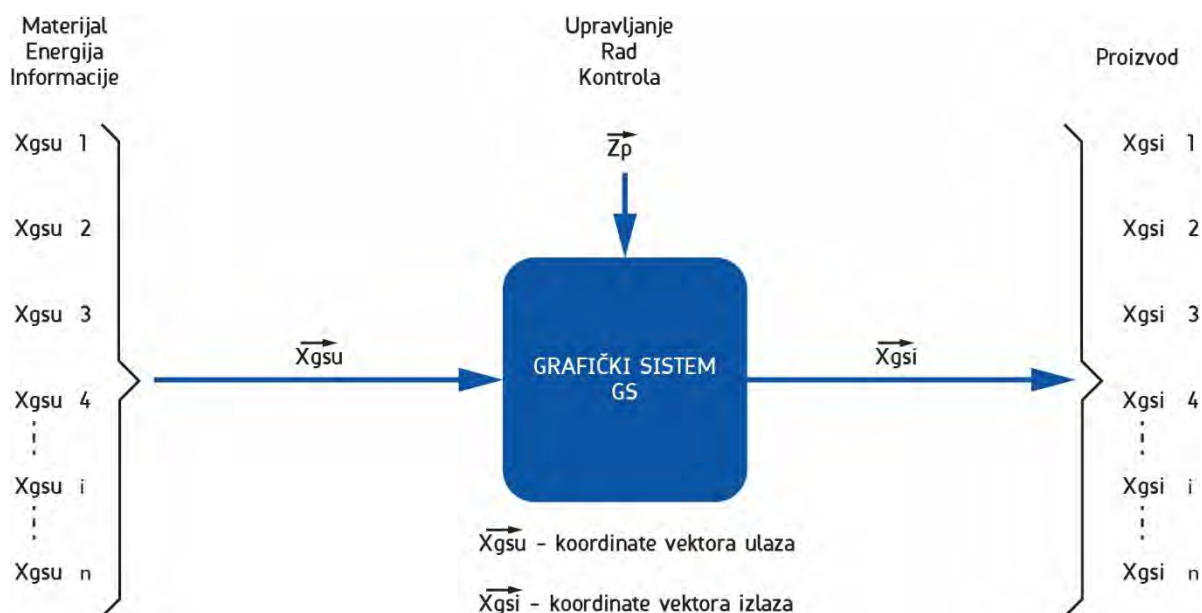 Materijal
Energija
Informacije
Xgsu 1
Xgsu 2
Xgsu 3
Xgsu 4
Xgsu i
Xgsu n
Upravljanje
Rad
Kontrola
Zp
Xgsu
GRAFIČKI SISTEM
GS
Xgsi
Xgsu - koordinate vektora ulaza
Xgsi - koordinate vektora izlaza
Proizvod
Xgsi 1
Xgsi 2
Xgsi 3
Xgsi 4
Xgsi i
Xgsi n